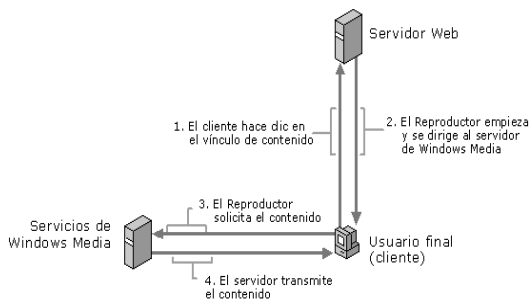 Servidor Web
1. El cliente hace clic en
el vínculo de contenido
2. El Reproductor empieza
y se dirige al servidor
de Windows Media
3. El Reproductor
solicita el contenido
Servicios de
Windows Media
Usuario final
(cliente)
4. El servidor transmite
el contenido